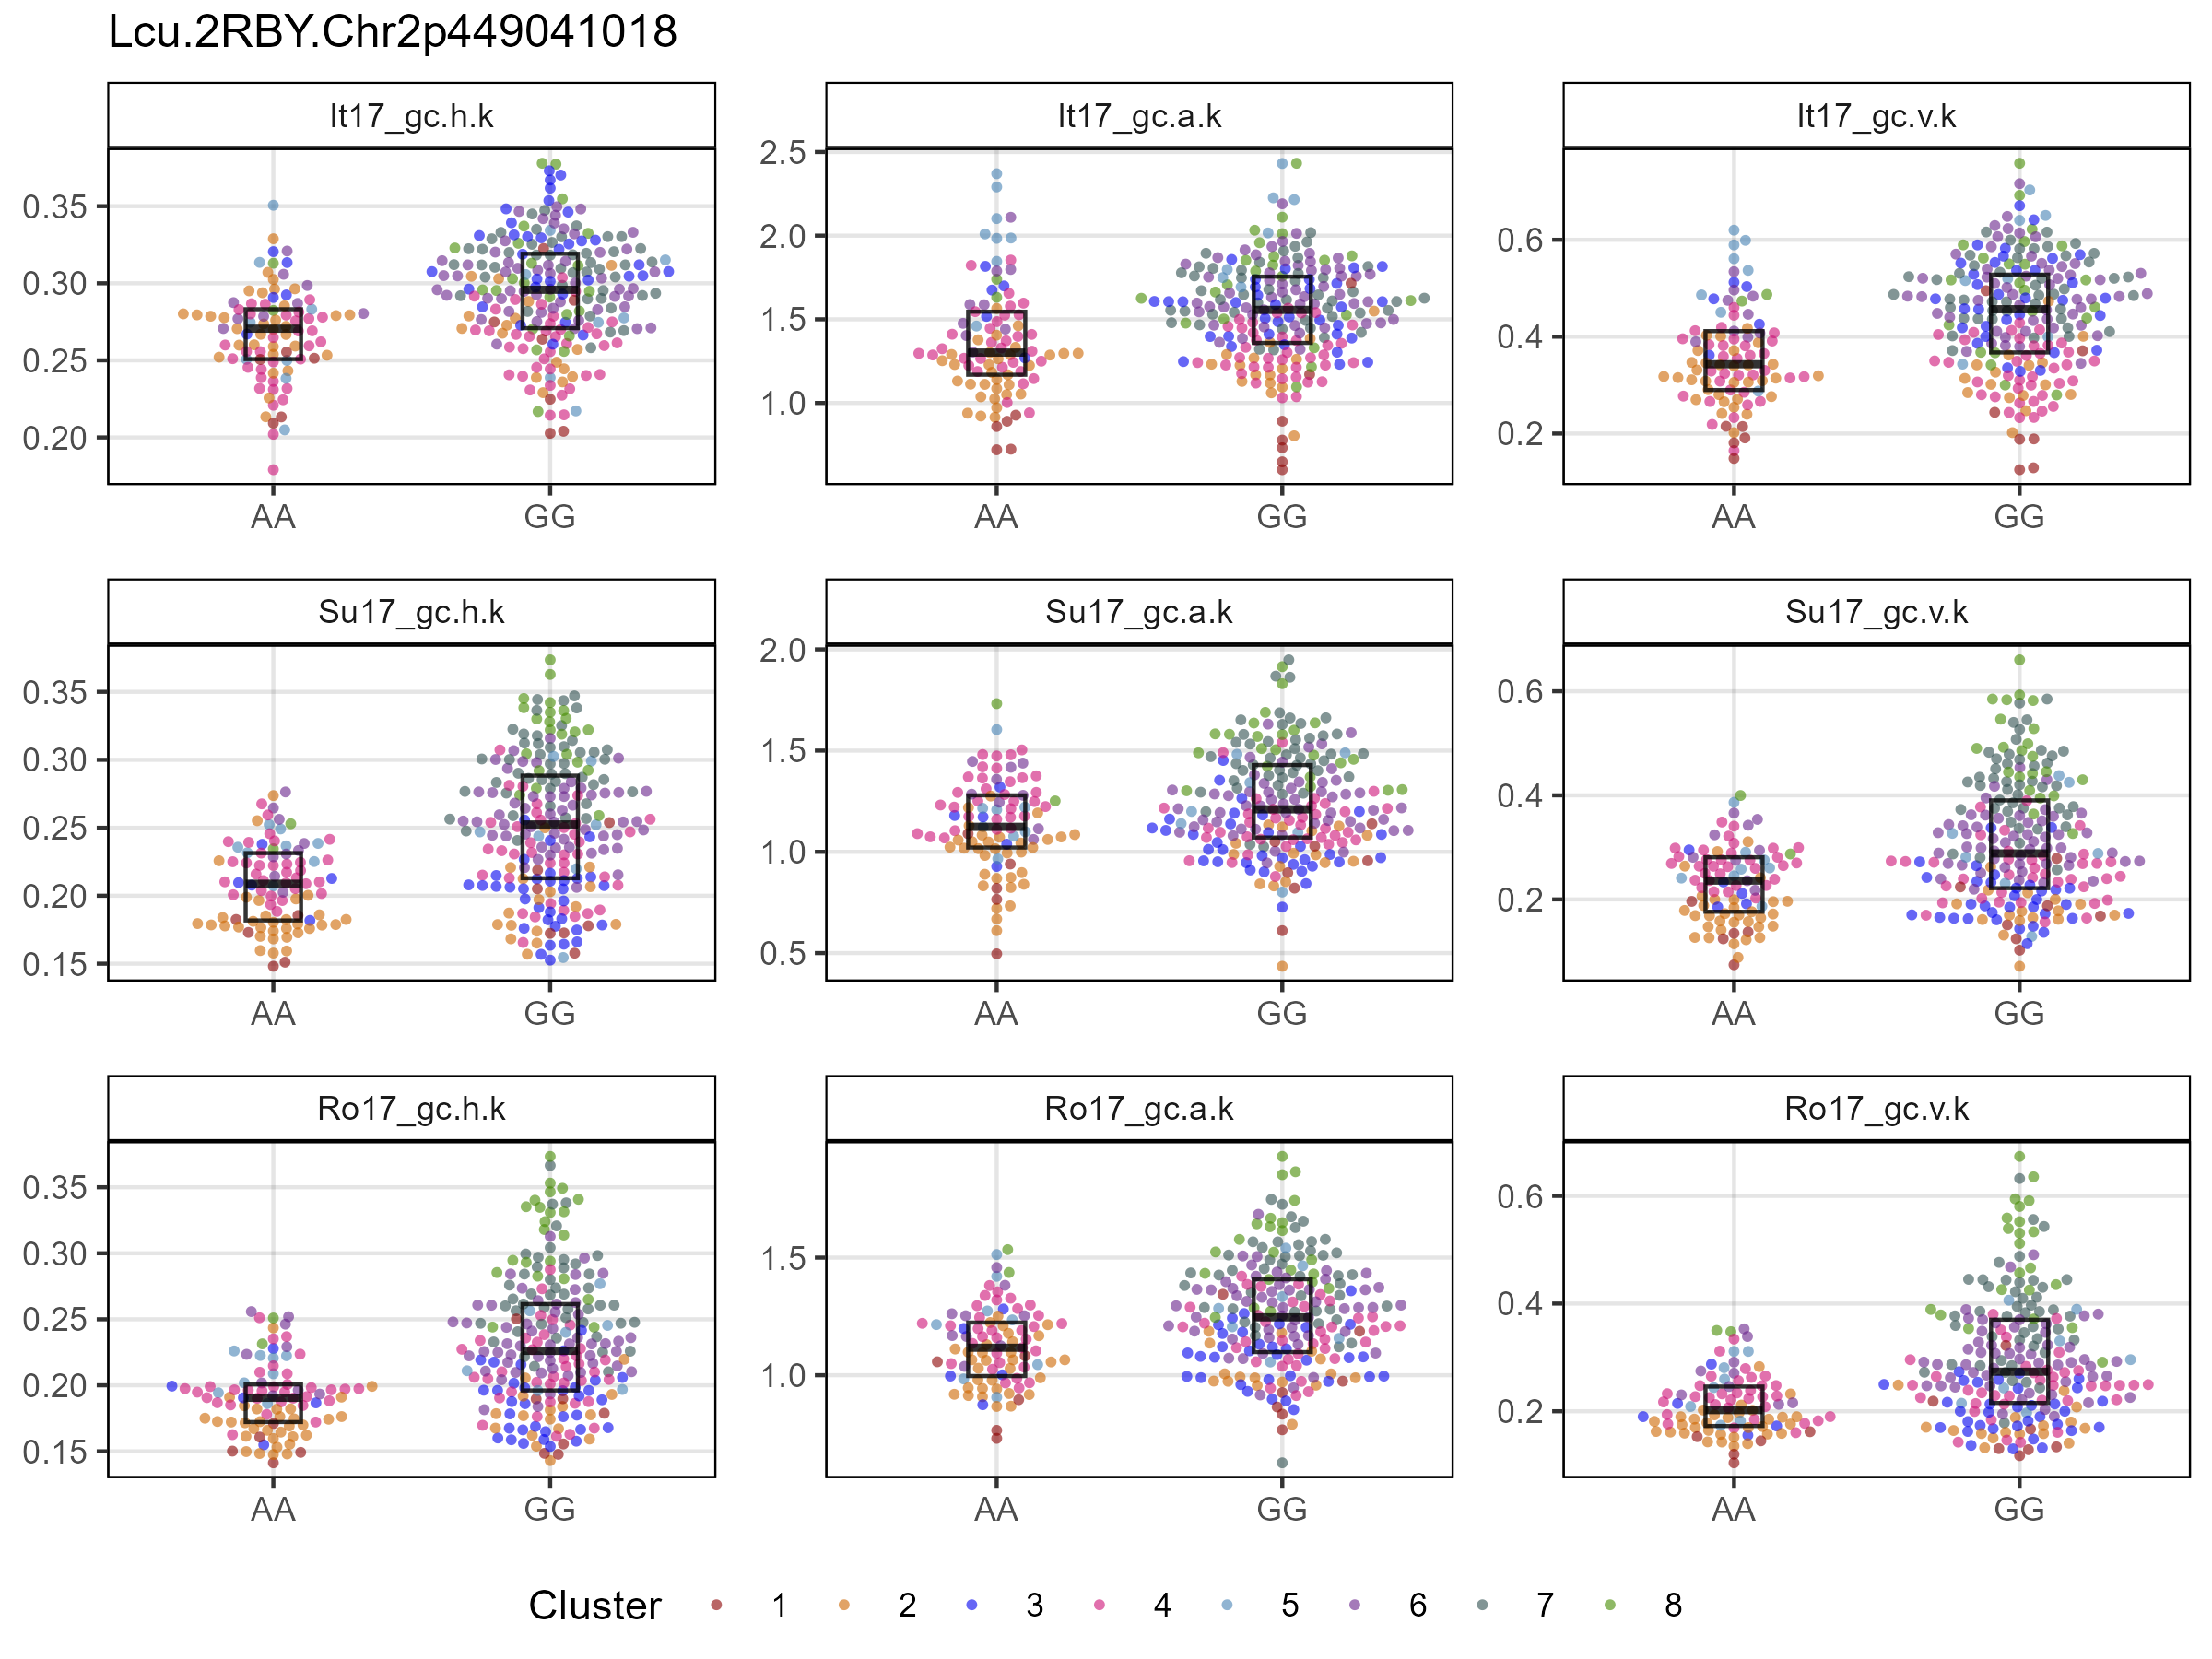 Lcu.2RBY.Chr2p449041018
It17_gc.h.k
It17_gc.a.k
It17_gc.v.k
0.35
0.30
0.25
0.20
2.5
2.0
1.5
1.0
0.6
0.4
0.2
AA GG
AA GG
AA GG
Su17_gc.h.k
Su17_gc.a.k
Su17_gc.v.k
0.35
0.30
0.25
0.20
0.15
2.0
1.5
1.0
0.5
0.6
0.4
0.2
AA GG
AA GG
AA GG
Ro17_gc.h.k
Ro17_gc.a.k
Ro17_gc.v.k
0.35
0.30
0.25
0.20
0.15
1.5
1.0
0.6
0.4
0.2
AA GG
AA GG
AA GG
Cluster 1 2 3 4 5 6 7 8